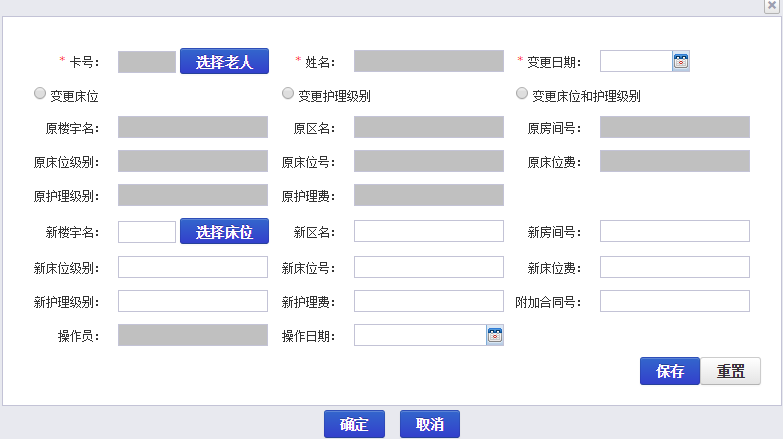 * 卡号： 选择老人 * 姓名： * 变更日期：
变更床位 变更护理级别 变更床位和护理级别
原楼宇名： 原区名： 原房间号：
原床位级别： 原床位号： 原床位费：
原护理级别： 原护理费：
新楼宇名： 选择床位 新区名： 新房间号：
新床位级别： 新床位号： 新床位费：
新护理级别： 新护理费： 附加合同号：
操作员： 操作日期：
保存 重置
确定 取消